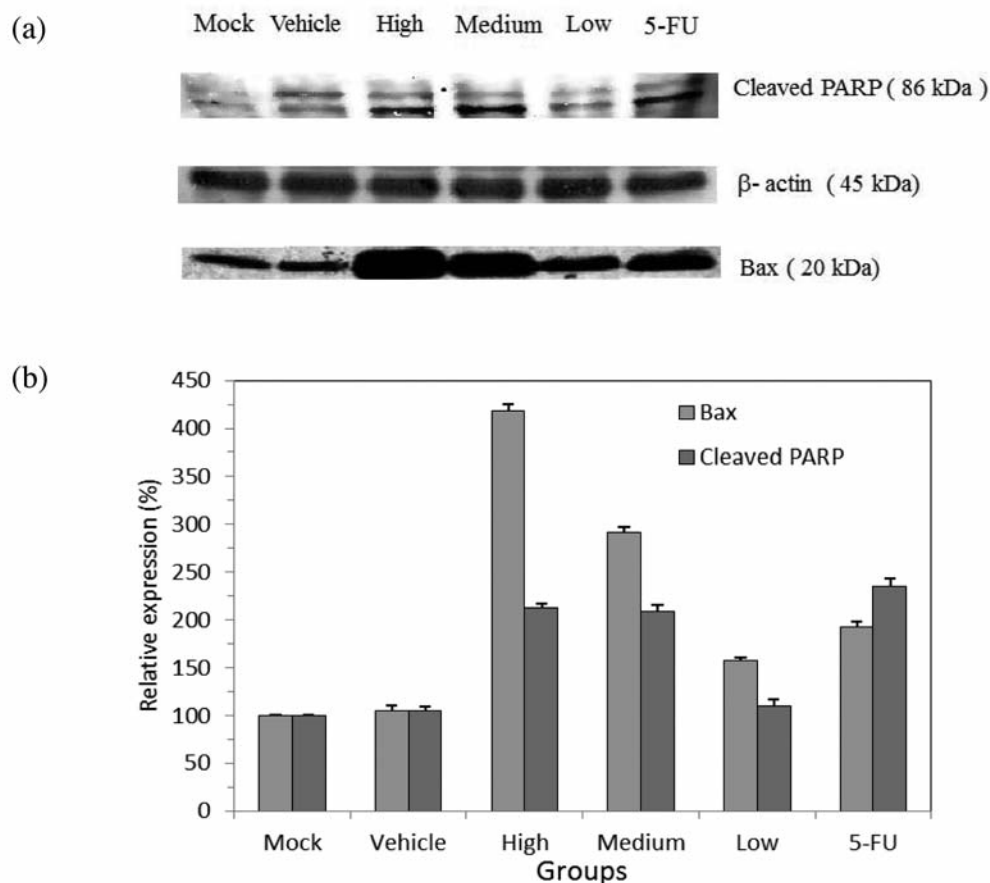 (a)
Mock Vehicle High Medium Low 5-FU
Cleaved PARP ( 86 kDa )
β- actin ( 45 kDa)
Bax ( 20 kDa)
(b)
450
400
350
300
250
200
150
100
50
0
Relative expression (%)
Bax
Cleaved PARP
Mock Vehicle High Medium Low 5-FU
Groups